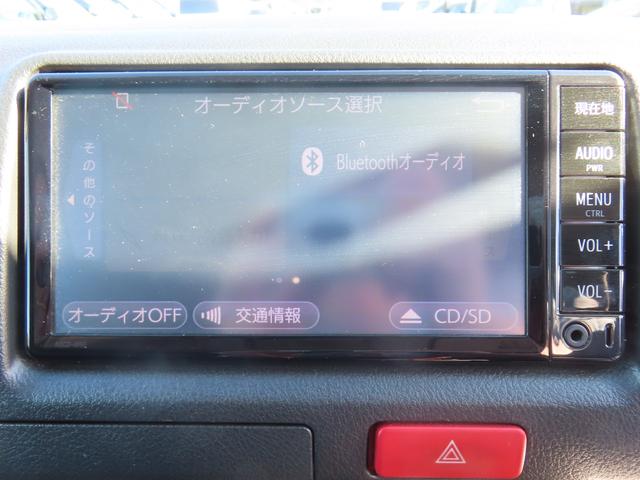 オーディオソース選択
その他のソース
Bluetoothオーディオ
オーディオOFF
交通情報
CD/SD
現在地
AUDIO
PWR
MENU
CTRL
VOL+
VOL-